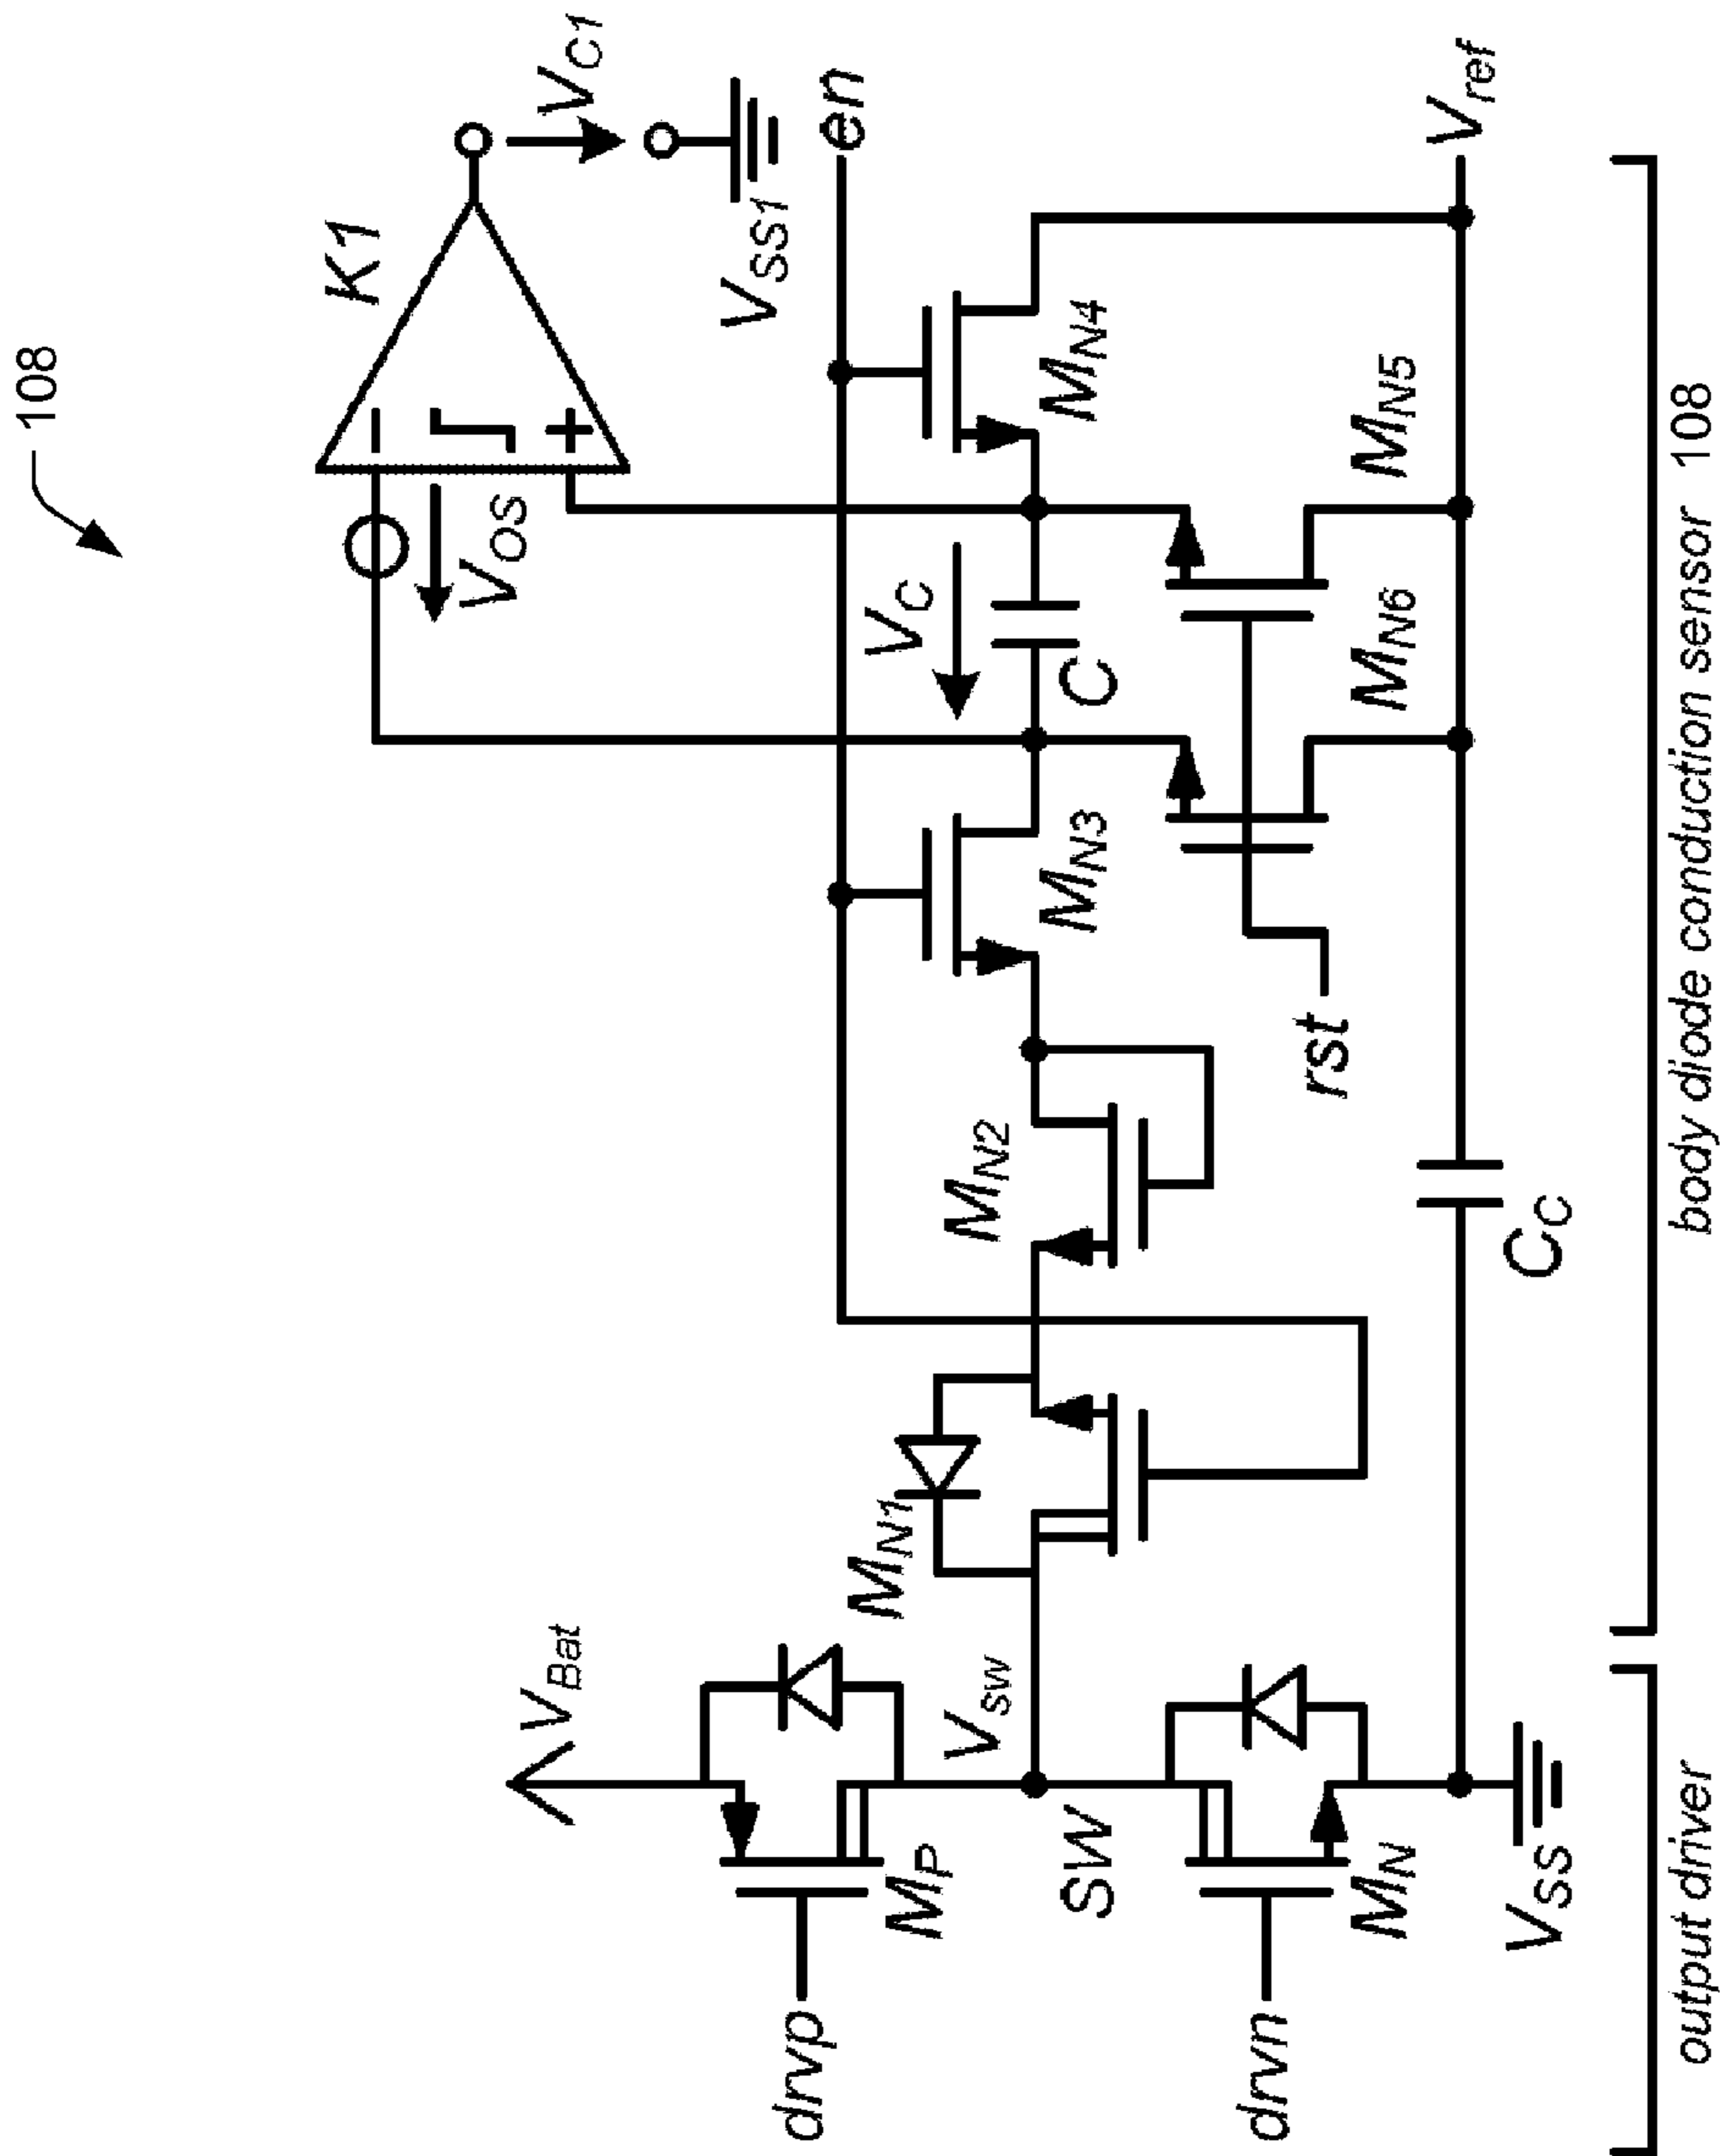 108
K1
V_C1
V_OS
V_SS1
en
V_Bat
M_N1
V_C
drvp
M_P
V_sw
M_N2
M_N3
C
M_N4
SW
drvn
M_N
rst
M_N6
M_N5
V_ref
V_SS
C_C
output driver
body diode conduction sensor 108